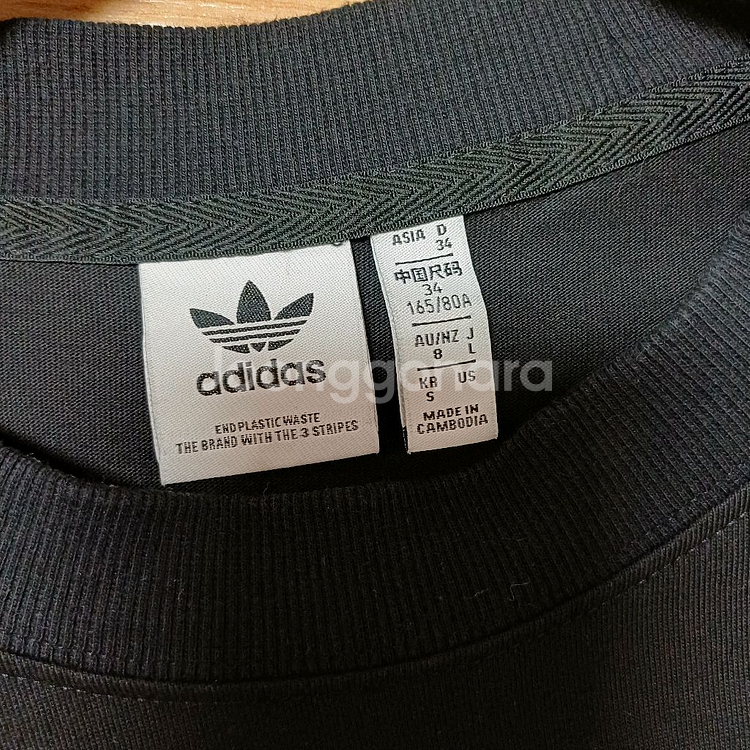 adidas
END PLASTIC WASTE
THE BRAND WITH THE 3 STRIPES
ASIA D
34
中国尺码
34
165/80A
AU/NZ J
8 L
KR US
S
MADE IN
CAMBODIA